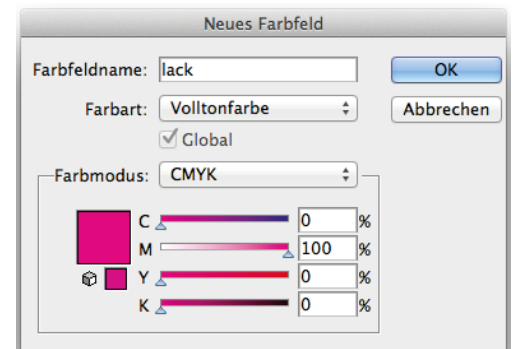 Neues Farbfeld
Farbfeldname: lack
OK
Farbart: Volltonfarbe
Abbrechen
Global
Farbmodus: CMYK
C 0 %
M 100 %
Y 0 %
K 0 %